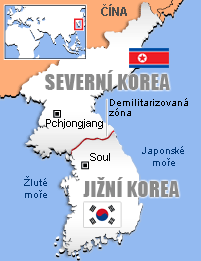 ČÍNA
SEVERNÍ KOREA
Demilitarizovaná
zóna
Pchjongjang
Soul
Japonské
moře
Žluté
moře
JIŽNÍ KOREA